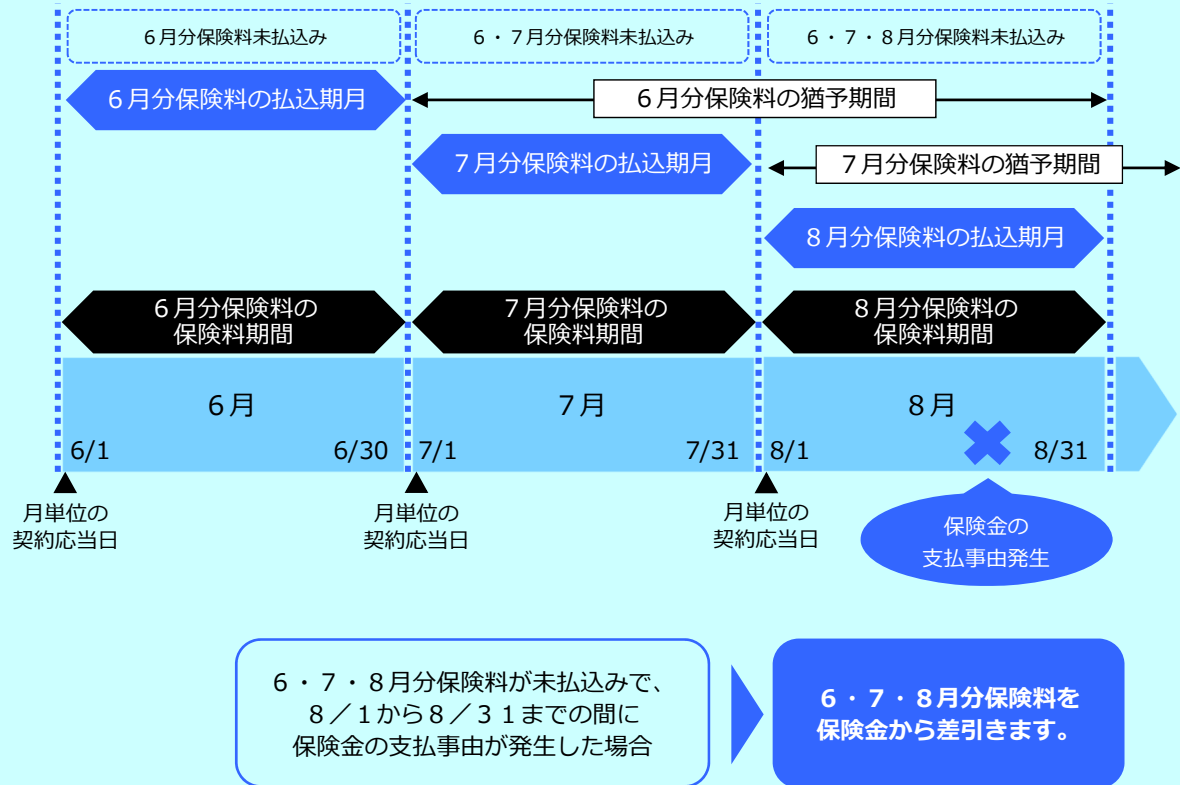 ６月分保険料未払込み
６・７月分保険料未払込み
６・７・８月分保険料未払込み
６月分保険料の払込期月
６月分保険料の猶予期間
７月分保険料の払込期月
７月分保険料の猶予期間
８月分保険料の払込期月
６月分保険料の
保険料期間
７月分保険料の
保険料期間
８月分保険料の
保険料期間
６月
７月
８月
6/1
6/30
7/1
7/31
8/1
8/31
月単位の
契約応当日
月単位の
契約応当日
月単位の
契約応当日
保険金の
支払事由発生
６・７・８月分保険料が未払込みで、
８／１から８／３１までの間に
保険金の支払事由が発生した場合
６・７・８月分保険料を
保険金から差引きます。